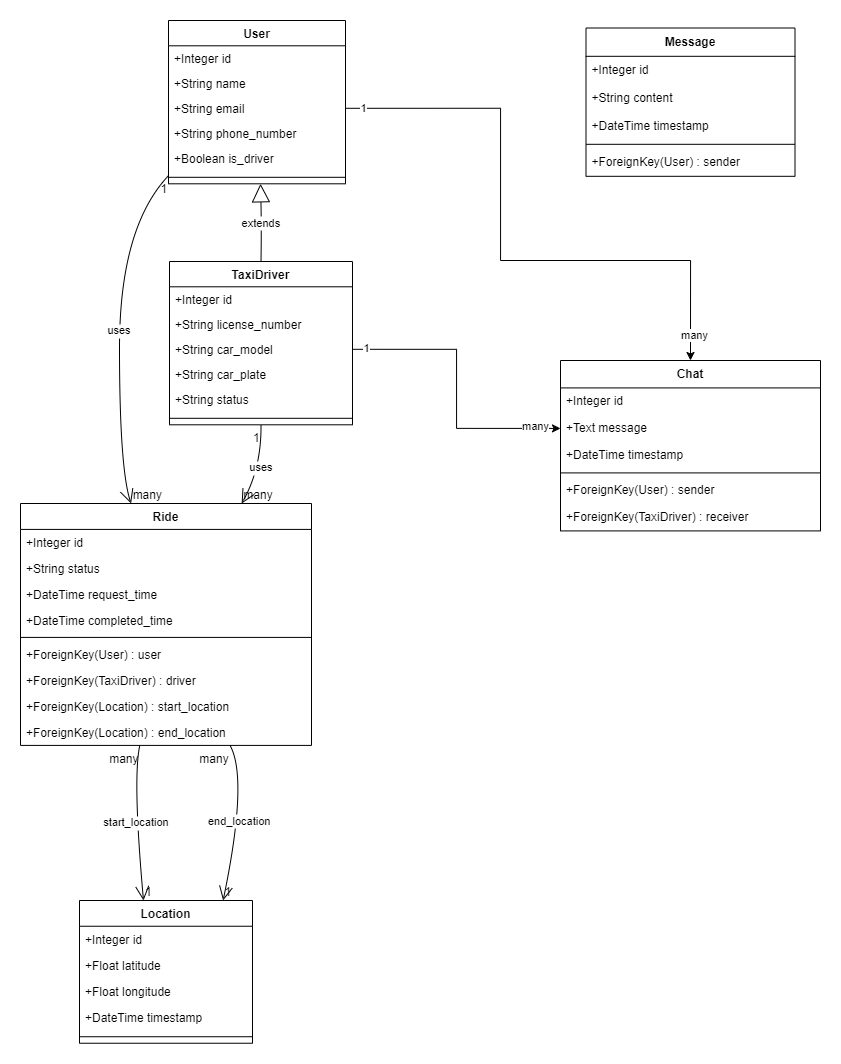 User
+Integer id
+String name
+String email
+String phone_number
+Boolean is_driver
Message
+Integer id
+String content
+DateTime timestamp
+ForeignKey(User) : sender
1
1
extends
uses
TaxiDriver
+Integer id
+String license_number
+String car_model
+String car_plate
+String status
1
many
many
1
uses
Chat
+Integer id
+Text message
+DateTime timestamp
+ForeignKey(User) : sender
+ForeignKey(TaxiDriver) : receiver
many
many
Ride
+Integer id
+String status
+DateTime request_time
+DateTime completed_time
+ForeignKey(User) : user
+ForeignKey(TaxiDriver) : driver
+ForeignKey(Location) : start_location
+ForeignKey(Location) : end_location
many
many
start_location
end_location
1
1
Location
+Integer id
+Float latitude
+Float longitude
+DateTime timestamp